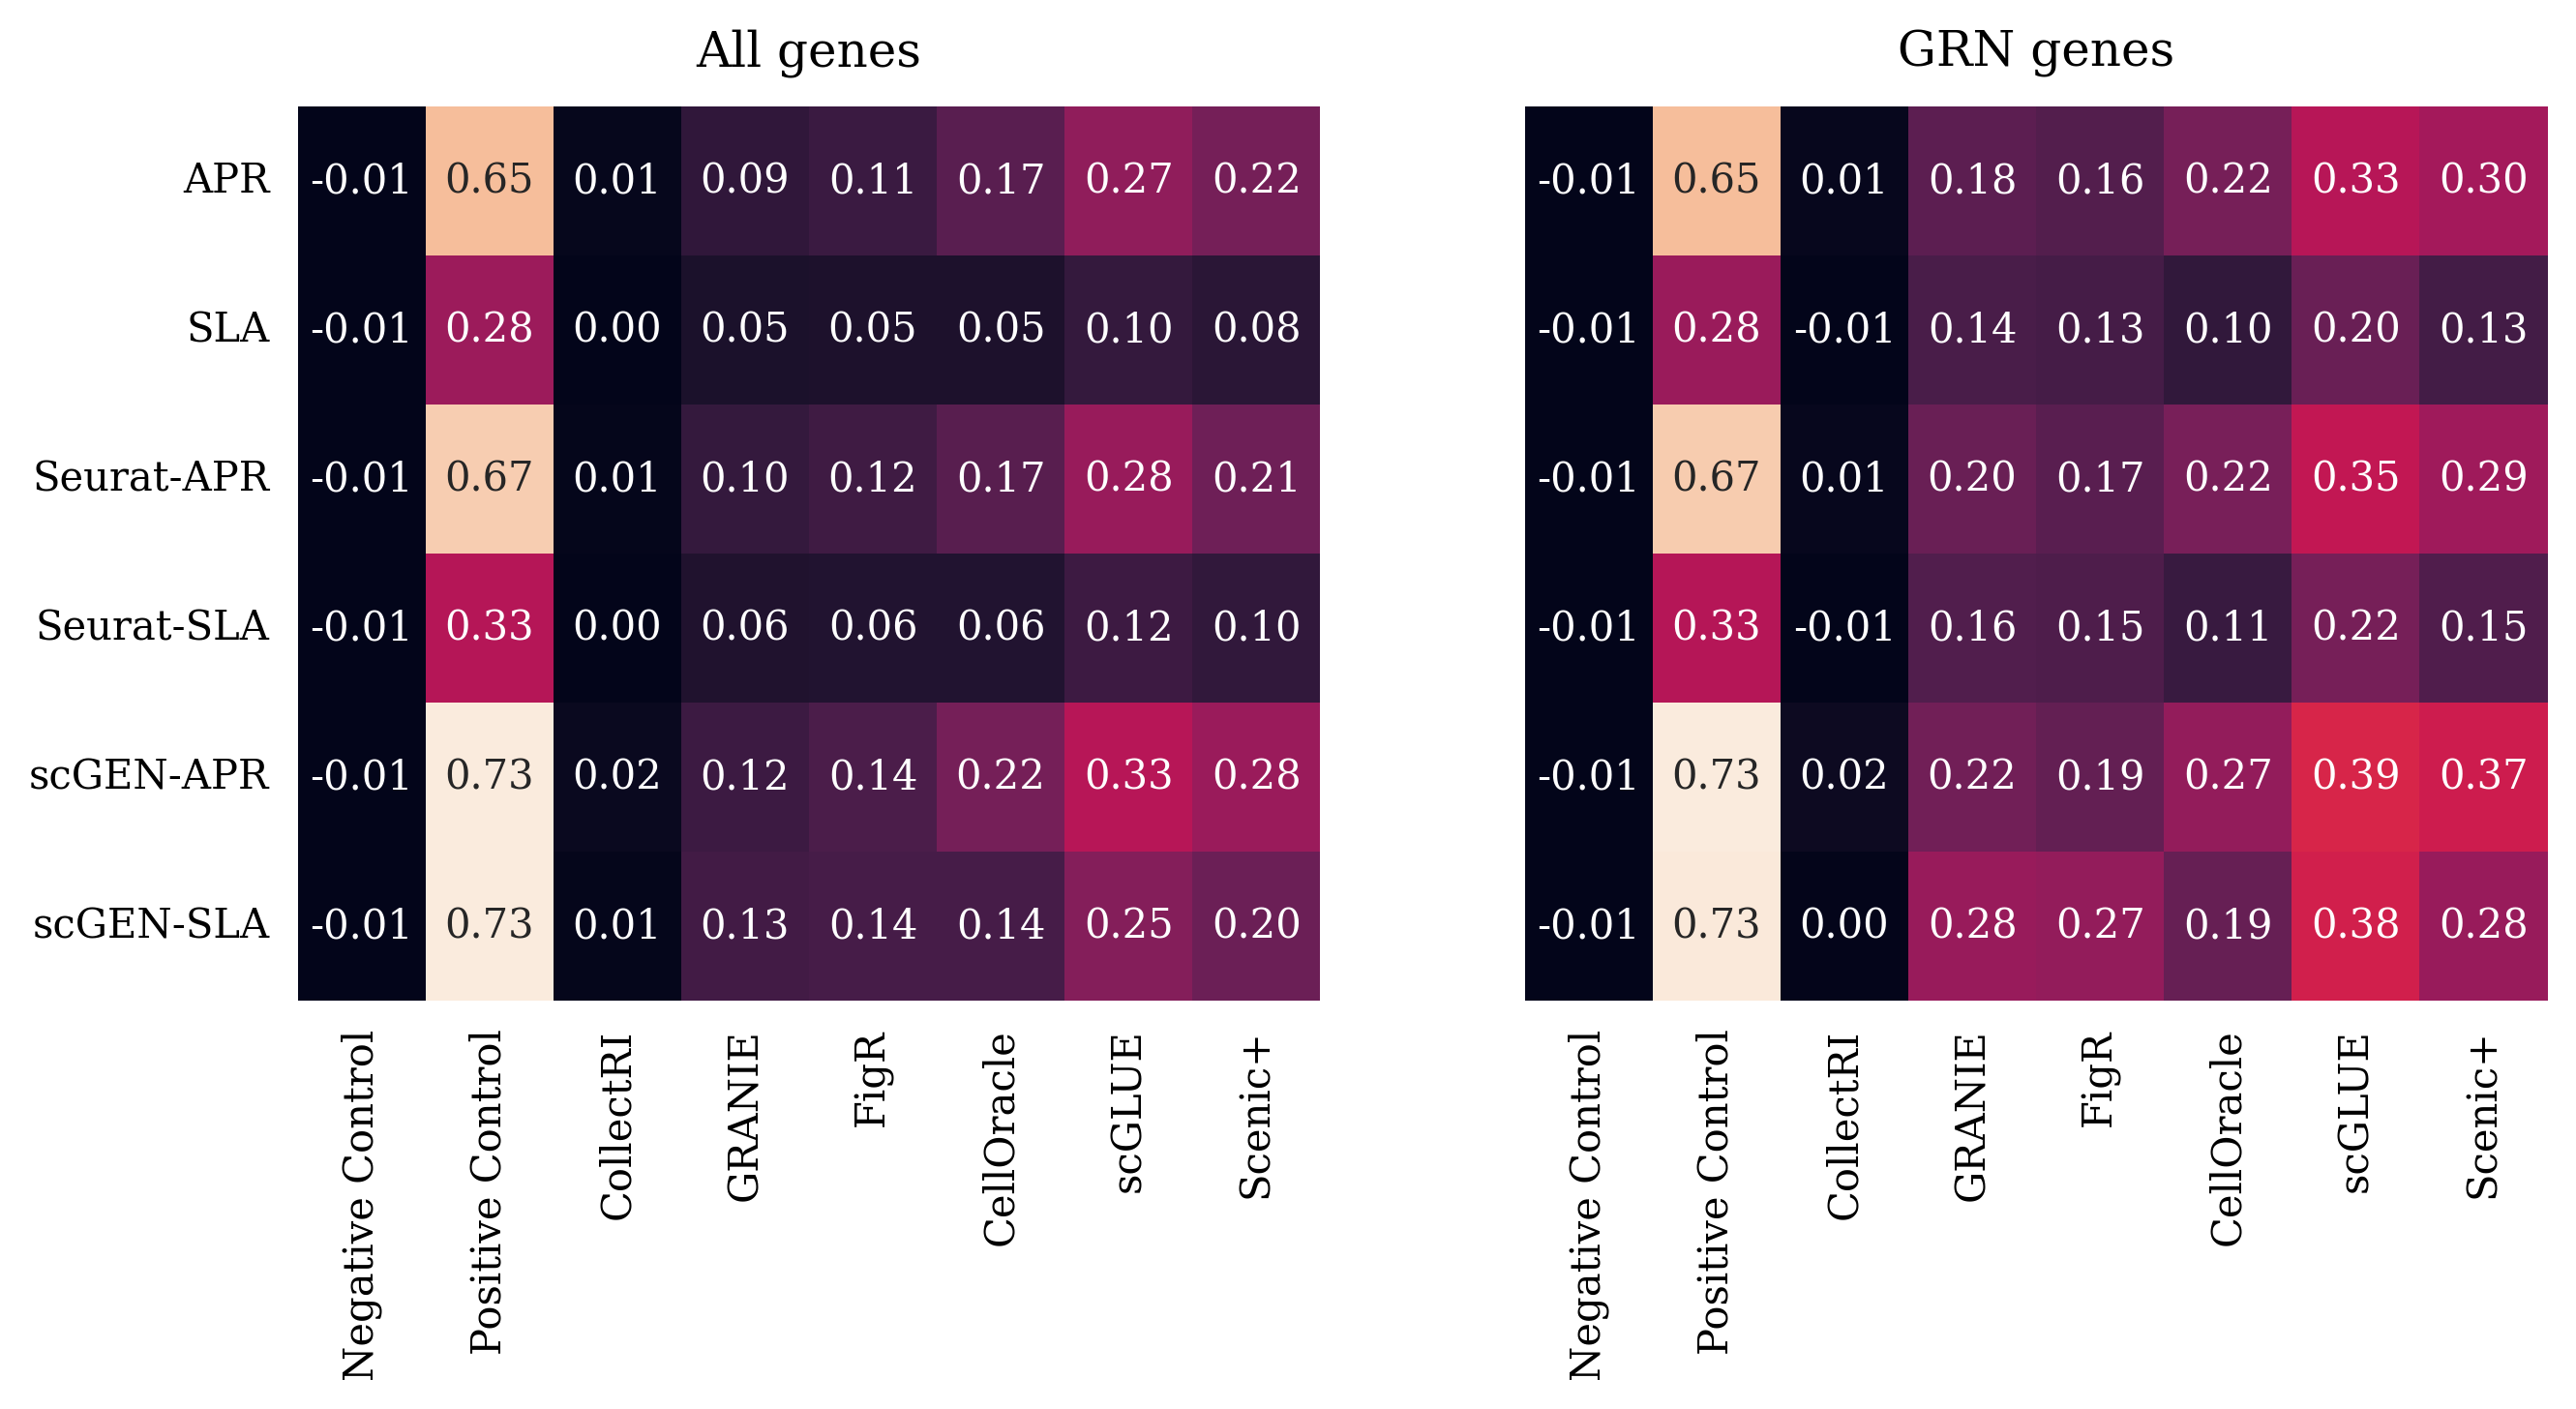 All genes
GRN genes
APR -0.01 0.65 0.01 0.09 0.11 0.17 0.27 0.22 -0.01 0.65 0.01 0.18 0.16 0.22 0.33 0.30
SLA -0.01 0.28 0.00 0.05 0.05 0.05 0.10 0.08 -0.01 0.28 -0.01 0.14 0.13 0.10 0.20 0.13
Seurat-APR -0.01 0.67 0.01 0.10 0.12 0.17 0.28 0.21 -0.01 0.67 0.01 0.20 0.17 0.22 0.35 0.29
Seurat-SLA -0.01 0.33 0.00 0.06 0.06 0.06 0.12 0.10 -0.01 0.33 -0.01 0.16 0.15 0.11 0.22 0.15
scGEN-APR -0.01 0.73 0.02 0.12 0.14 0.22 0.33 0.28 -0.01 0.73 0.02 0.22 0.19 0.27 0.39 0.37
scGEN-SLA -0.01 0.73 0.01 0.13 0.14 0.14 0.25 0.20 -0.01 0.73 0.00 0.28 0.27 0.19 0.38 0.28
Negative Control
Positive Control
CollectRI
GRANIE
FigR
CellOracle
scGLUE
Scenic+
Negative Control
Positive Control
CollectRI
GRANIE
FigR
CellOracle
scGLUE
Scenic+